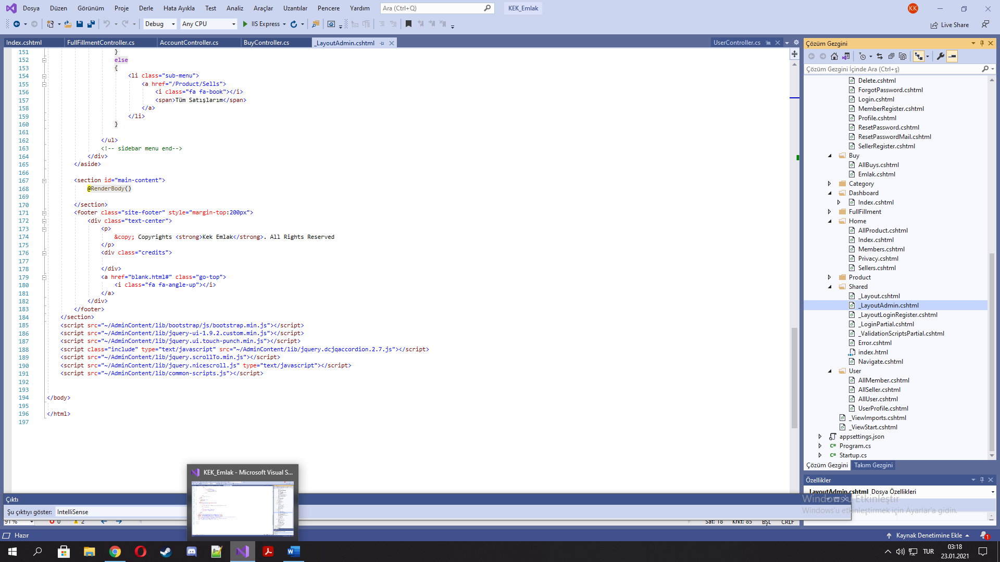 Dosya Düzen Görünüm Proje Derle Hata Ayıkla Test Analiz Araçlar Uzantılar Pencere Yardım Ara (Ctrl+Q) KEK_Emlak KK
Debug Any CPU IIS Express Live Share
Index.cshtml FullFillmentController.cs AccountController.cs BuyController.cs _LayoutAdmin.cshtml UserController.cs
151 }
152 else
153 {
154 <li class="sub-menu">
155 <a href="/Product/Sells">
156 <i class="fa fa-book"></i>
157 <span>Tüm Satışlarım</span>
158 </a>
159 </li>
160 }
161
162 </ul>
163 <!-- sidebar menu end-->
164 </div>
165 </aside>
166
167 <section id="main-content">
168 @RenderBody()
169
170 </section>
171 <footer class="site-footer" style="margin-top:200px">
172 <div class="text-center">
173 <p>
174 &copy; Copyrights <strong>Kek Emlak</strong>. All Rights Reserved
175 </p>
176 <div class="credits">
177
178 </div>
179 <a href="blank.html#" class="go-top">
180 <i class="fa fa-angle-up"></i>
181 </a>
182 </div>
183 </footer>
184 </section>
185 <script src="~/AdminContent/lib/bootstrap/js/bootstrap.min.js"></script>
186 <script src="~/AdminContent/lib/jquery-ui-1.9.2.custom.min.js"></script>
187 <script src="~/AdminContent/lib/jquery.ui.touch-punch.min.js"></script>
188 <script class="include" type="text/javascript" src="~/AdminContent/lib/jquery.dcjqaccordion.2.7.js"></script>
189 <script src="~/AdminContent/lib/jquery.scrollTo.min.js"></script>
190 <script src="~/AdminContent/lib/jquery.nicescroll.js" type="text/javascript"></script>
191 <script src="~/AdminContent/lib/common-scripts.js"></script>
192
193
194 </body>
195
196 </html>
197
Çözüm Gezgini
Çözüm Gezgini İçinde Ara (Ctrl+ş)
Delete.cshtml
ForgotPassword.cshtml
Login.cshtml
MemberRegister.cshtml
Profile.cshtml
ResetPassword.cshtml
ResetPasswordMail.cshtml
SellerRegister.cshtml
Buy
AllBuys.cshtml
Emlak.cshtml
Category
Dashboard
Index.cshtml
FullFillment
Home
AllProduct.cshtml
Index.cshtml
Members.cshtml
Privacy.cshtml
Sellers.cshtml
Product
Shared
_Layout.cshtml
_LayoutAdmin.cshtml
_LayoutLoginRegister.cshtml
_LoginPartial.cshtml
_ValidationScriptsPartial.cshtml
Error.cshtml
index.html
Navigate.cshtml
User
AllMember.cshtml
AllSeller.cshtml
AllUser.cshtml
UserProfile.cshtml
_ViewImports.cshtml
_ViewStart.cshtml
appsettings.json
C# Program.cs
C# Startup.cs
Çözüm Gezgini Takım Gezgini
Özellikler
_LayoutAdmin.cshtml Dosya Özellikleri
Windows'u Etkinleştir
Windows'u etkinleştirmek için Ayarlar'a gidin.
KEK_Emlak - Microsoft Visual S...
Çıktı
Şu çıktıyı göster: IntelliSense
91 % 0 2 Sat: 18 Krkt: 85 BŞL CRLF
Hazır Kaynak Denetimine Ekle 1
TUR 03:18
23.01.2021